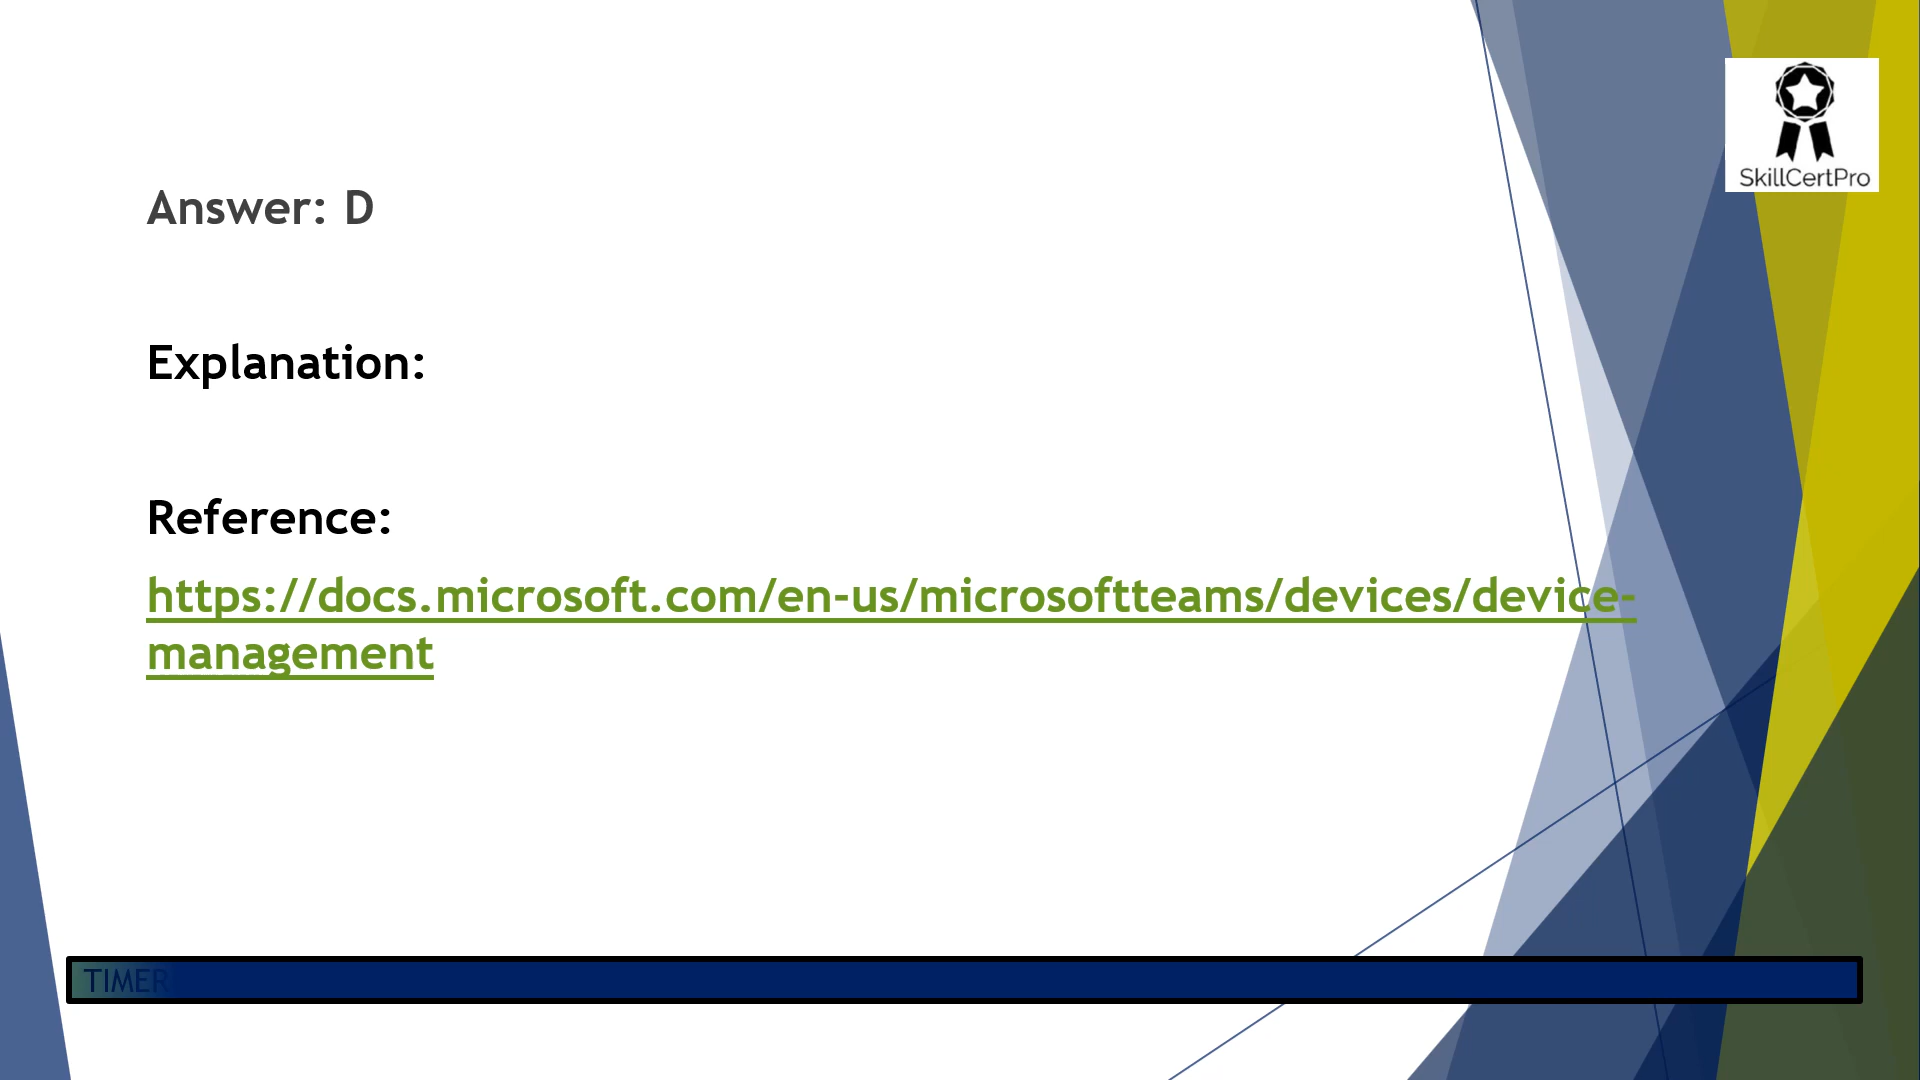 SkillCertPro
Answer: D
Explanation:
Reference:
https://docs.microsoft.com/en-us/microsoftteams/devices/device-
management
TIMER